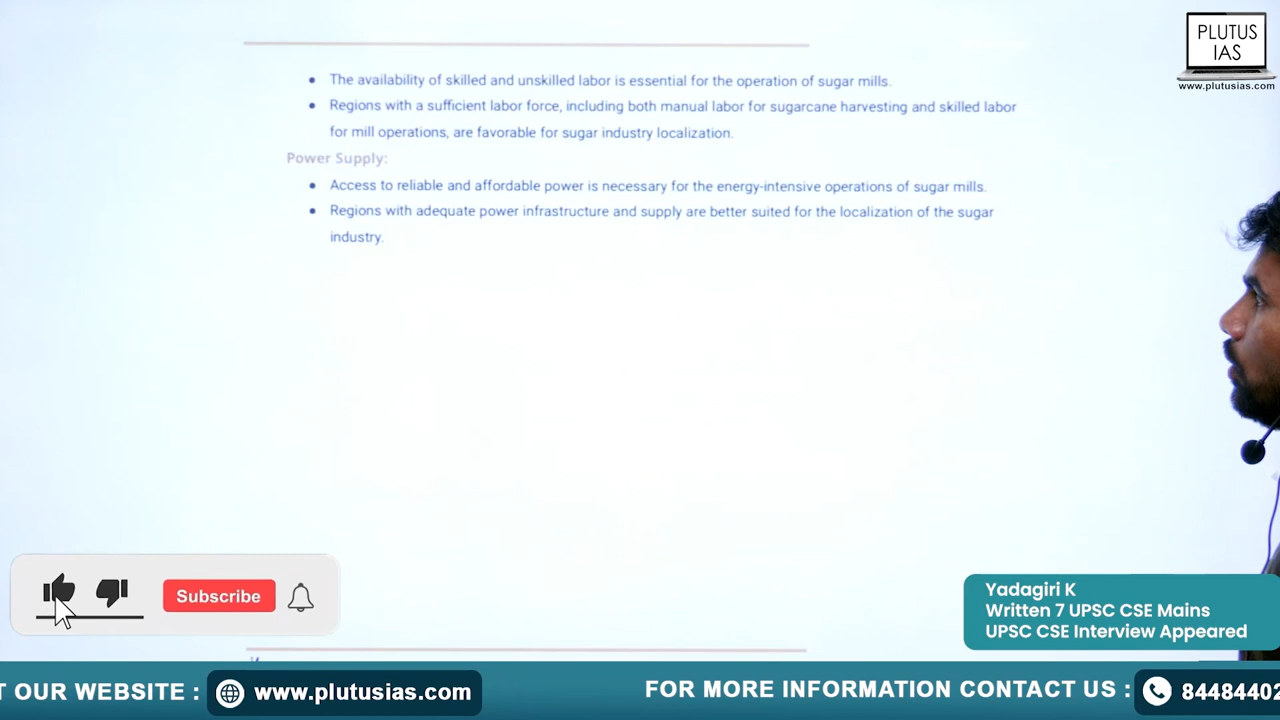 PLUTUS
IAS
www.plutusias.com
The availability of skilled and unskilled labor is essential for the operation of sugar mills.
Regions with a sufficient labor force, including both manual labor for sugarcane harvesting and skilled labor
for mill operations, are favorable for sugar industry localization.
Power Supply:
Access to reliable and affordable power is necessary for the energy-intensive operations of sugar mills.
Regions with adequate power infrastructure and supply are better suited for the localization of the sugar
industry.
Subscribe
Yadagiri K
Written 7 UPSC CSE Mains
UPSC CSE Interview Appeared
T OUR WEBSITE :
www.plutusias.com
FOR MORE INFORMATION CONTACT US :
84484402